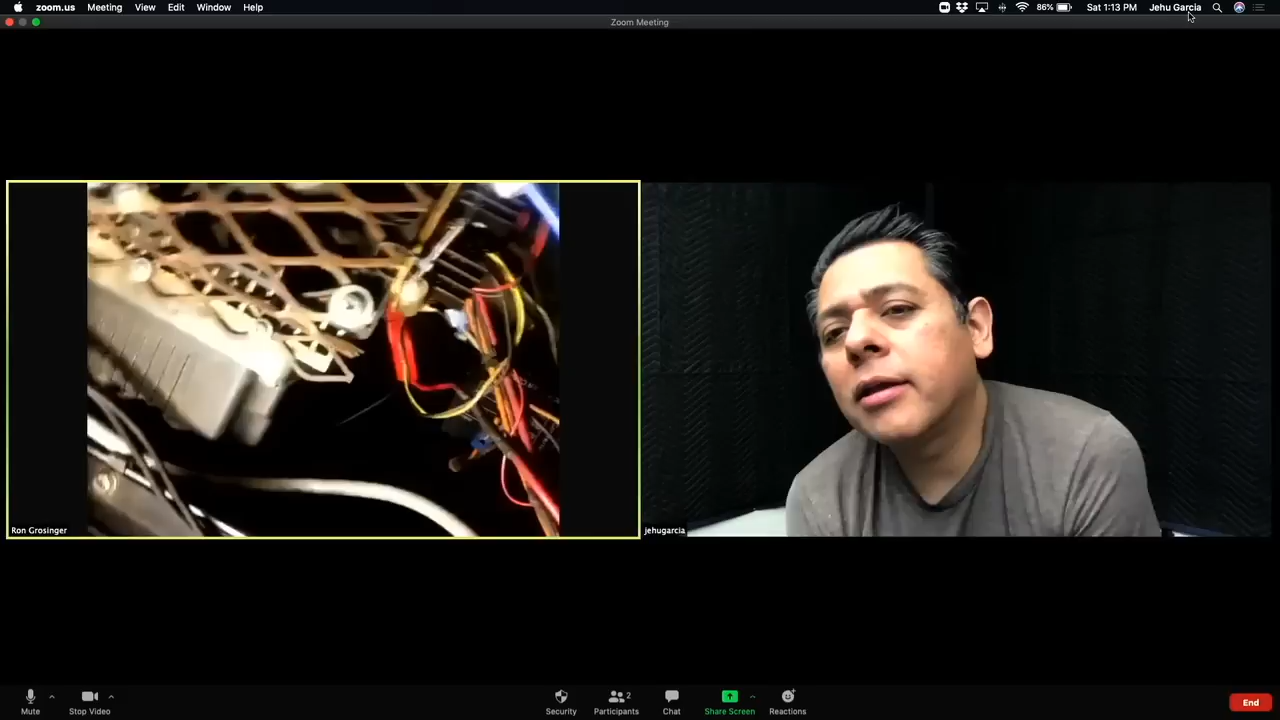 zoom.us Meeting View Edit Window Help 86% Sat 1:13 PM Jehu Garcia
Zoom Meeting
Ron Grosinger
jehugarcia
Mute
Stop Video
Security
Participants 2
Chat
Share Screen
Reactions
End